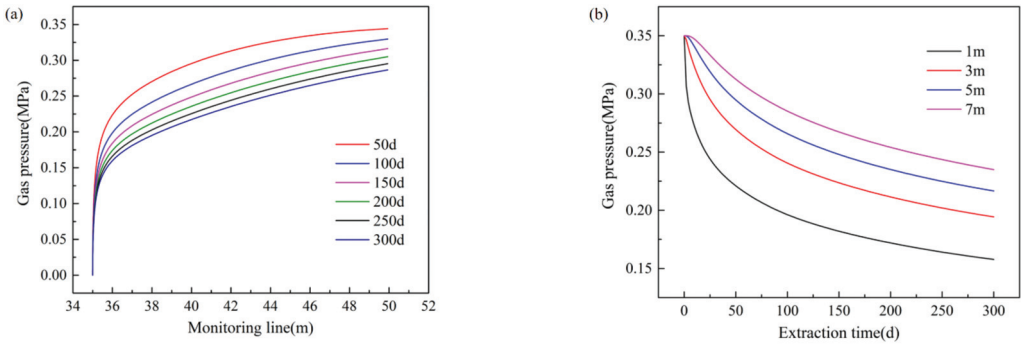 (a)
Gas pressure(MPa)
0.35
0.30
0.25
0.20
0.15
0.10
0.05
0.00
34 36 38 40 42 44 46 48 50 52
Monitoring line(m)
50d
100d
150d
200d
250d
300d
(b)
Gas pressure(MPa)
0.35
0.30
0.25
0.20
0.15
0 50 100 150 200 250 300
Extraction time(d)
1m
3m
5m
7m